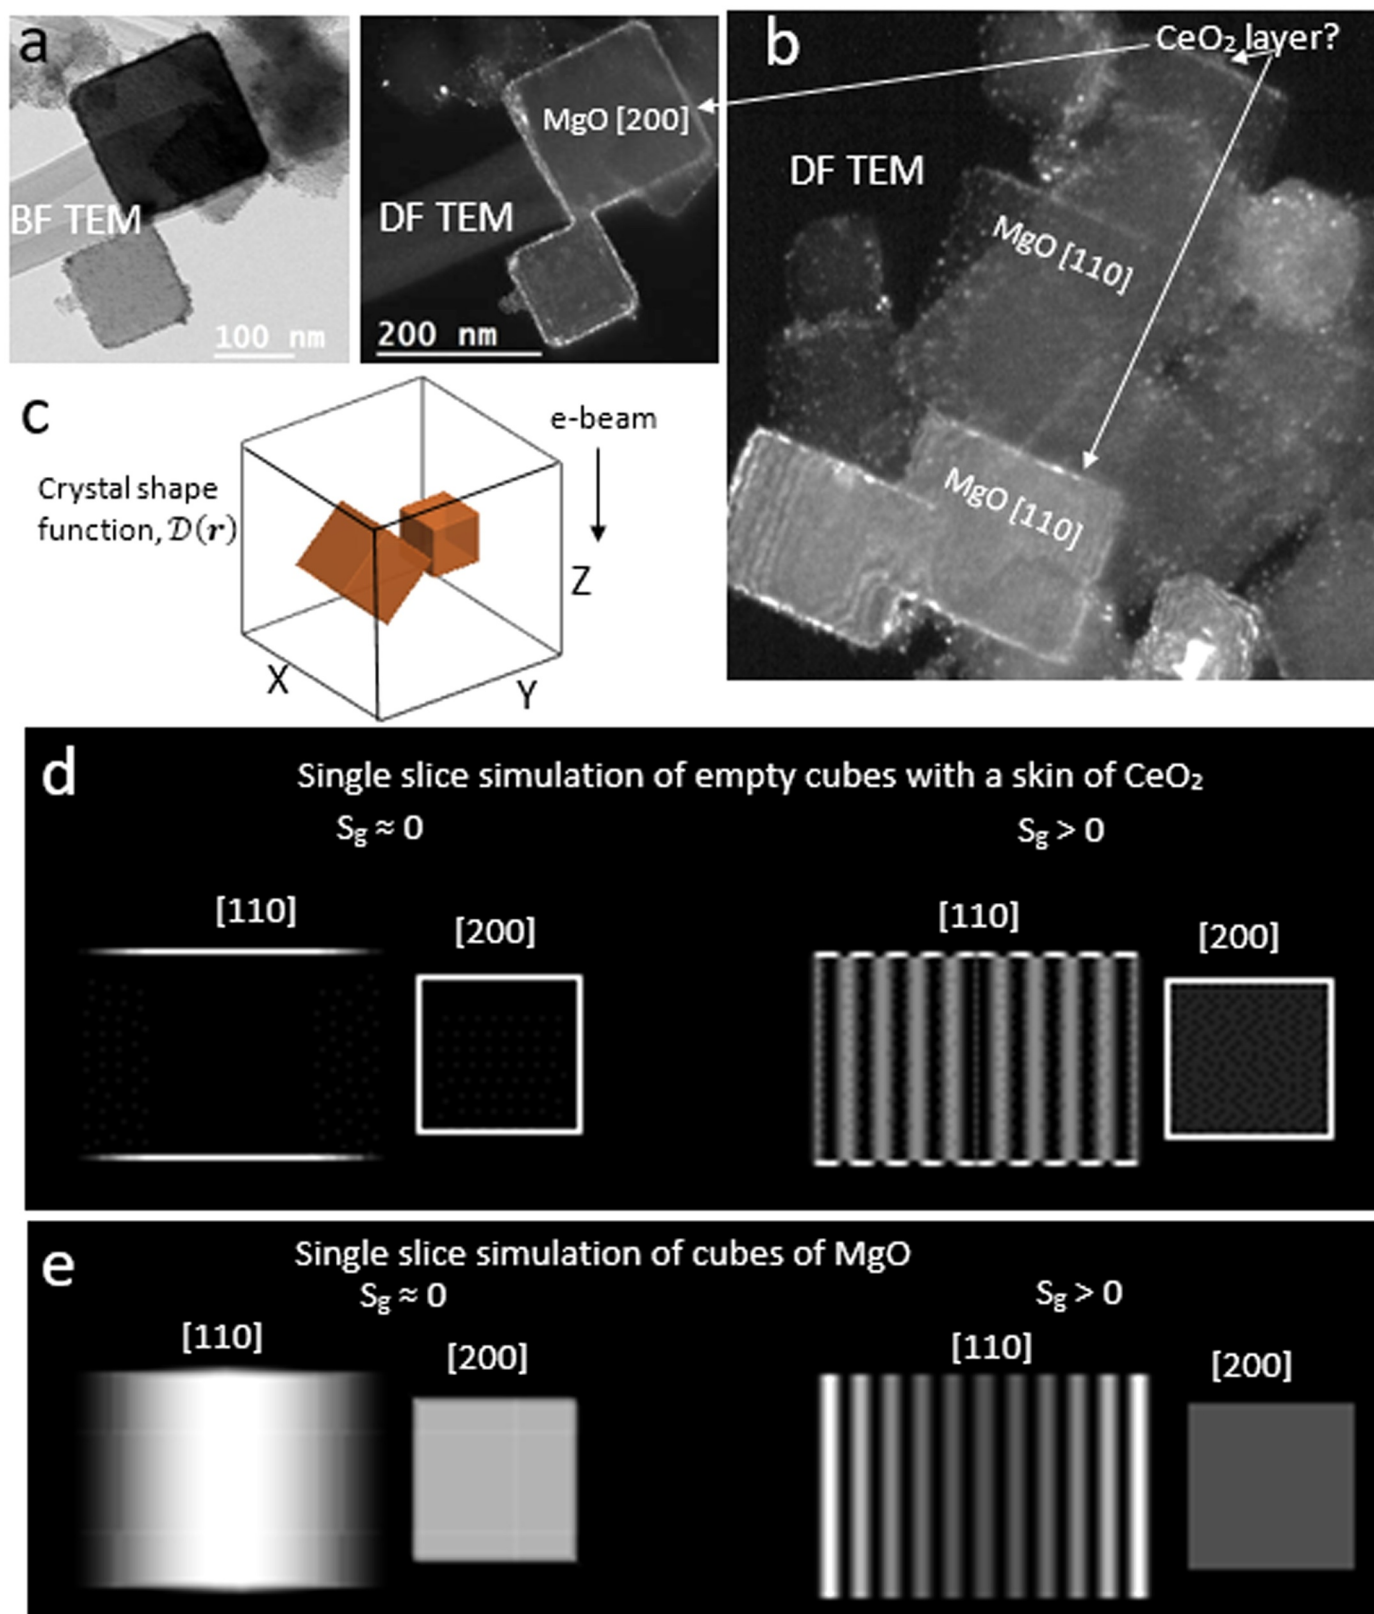 a
BF TEM
100 nm
MgO [200]
DF TEM
200 nm
b
CeO₂ layer?
DF TEM
MgO [110]
MgO [110]
c
e-beam
Crystal shape
function, 𝒟(𝒓)
Z
X
Y
d
Single slice simulation of empty cubes with a skin of CeO₂
Sg ≈ 0
Sg > 0
[110]
[200]
[110]
[200]
e
Single slice simulation of cubes of MgO
Sg ≈ 0
Sg > 0
[110]
[200]
[110]
[200]